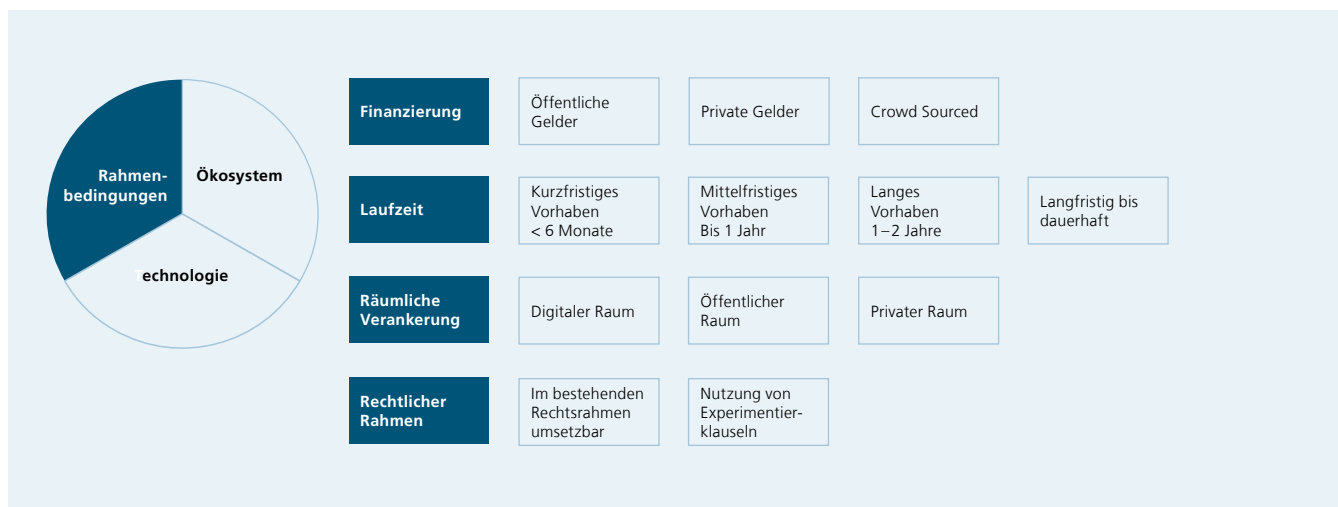 Rahmen-
bedingungen
Ökosystem
Technologie
Finanzierung
Öffentliche
Gelder
Private Gelder
Crowd Sourced
Laufzeit
Kurzfristiges
Vorhaben
< 6 Monate
Mittelfristiges
Vorhaben
Bis 1 Jahr
Langes
Vorhaben
1–2 Jahre
Langfristig bis
dauerhaft
Räumliche
Verankerung
Digitaler Raum
Öffentlicher
Raum
Privater Raum
Rechtlicher
Rahmen
Im bestehenden
Rechtsrahmen
umsetzbar
Nutzung von
Experimentier-
klauseln